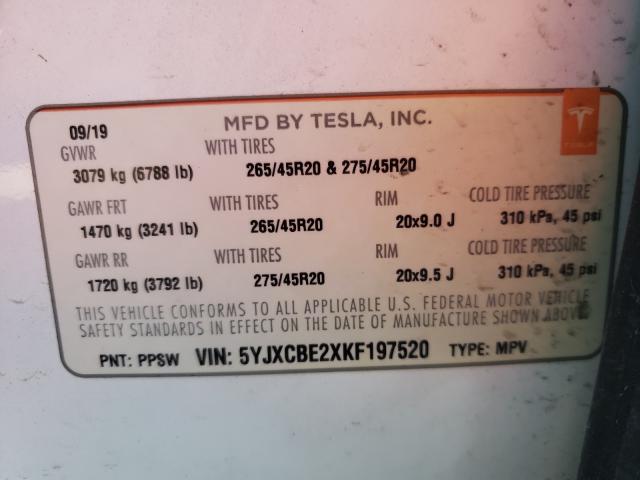 09/19 MFD BY TESLA, INC.
TESLA
GVWR WITH TIRES
3079 kg (6788 lb) 265/45R20 & 275/45R20
GAWR FRT WITH TIRES RIM COLD TIRE PRESSURE
1470 kg (3241 lb) 265/45R20 20x9.0 J 310 kPa, 45 psi
GAWR RR WITH TIRES RIM COLD TIRE PRESSURE
1720 kg (3792 lb) 275/45R20 20x9.5 J 310 kPa, 45 psi
THIS VEHICLE CONFORMS TO ALL APPLICABLE U.S. FEDERAL MOTOR VEHICLE
SAFETY STANDARDS IN EFFECT ON THE DATE OF MANUFACTURE SHOWN ABOVE
PNT: PPSW VIN: 5YJXCBE2XKF197520 TYPE: MPV